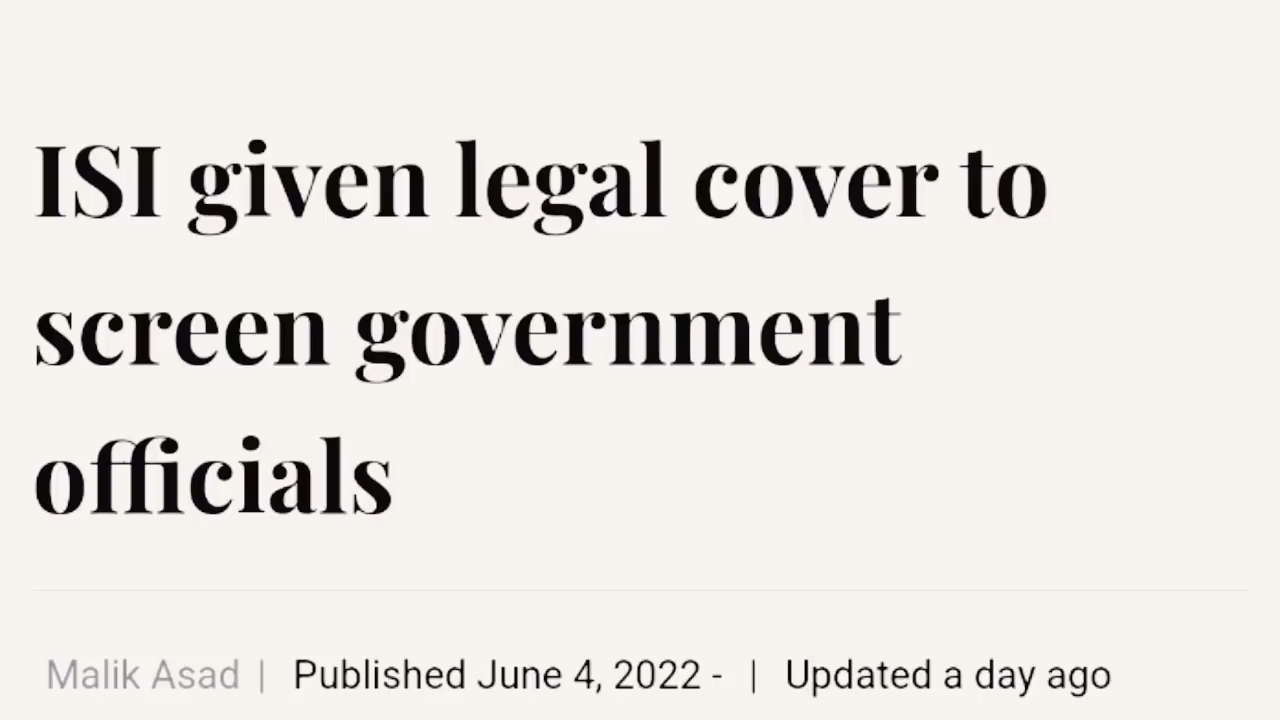 ISI given legal cover to
screen government
officials
Malik Asad | Published June 4, 2022 - | Updated a day ago